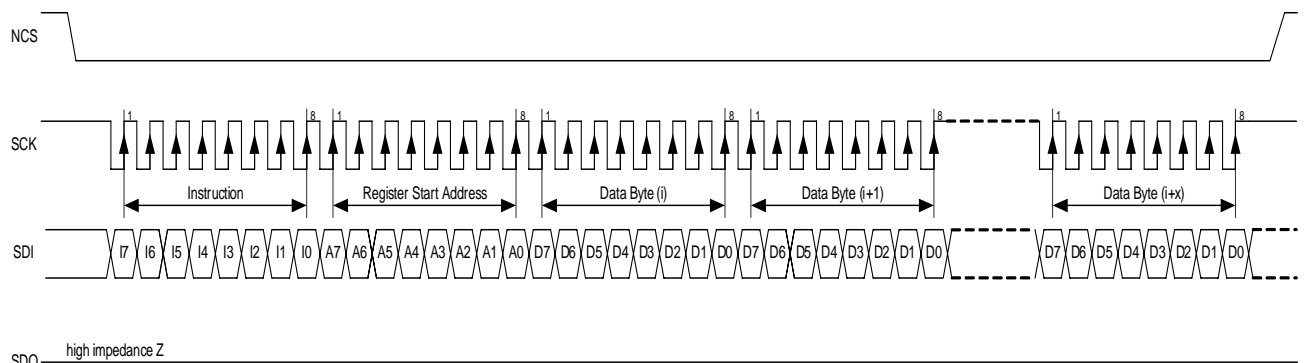 NCS
1 8 1 8 1 8 1 8 1 8
SCK
Instruction Register Start Address Data Byte (i) Data Byte (i+1) Data Byte (i+x)
SDI I7 I6 I5 I4 I3 I2 I1 I0 A7 A6 A5 A4 A3 A2 A1 A0 D7 D6 D5 D4 D3 D2 D1 D0 D7 D6 D5 D4 D3 D2 D1 D0 D7 D6 D5 D4 D3 D2 D1 D0
high impedance Z
SDO